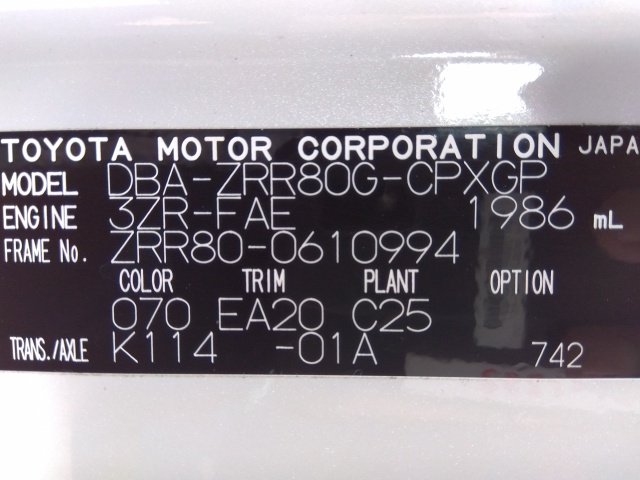 TOYOTA MOTOR CORPORATION JAPA
MODEL DBA-ZRR80G-CPXGP
ENGINE 3ZR-FAE 1986 mL
FRAME No. ZRR80-0610994
COLOR TRIM PLANT OPTION
070 EA20 C25
TRANS./AXLE K114 -01A 742